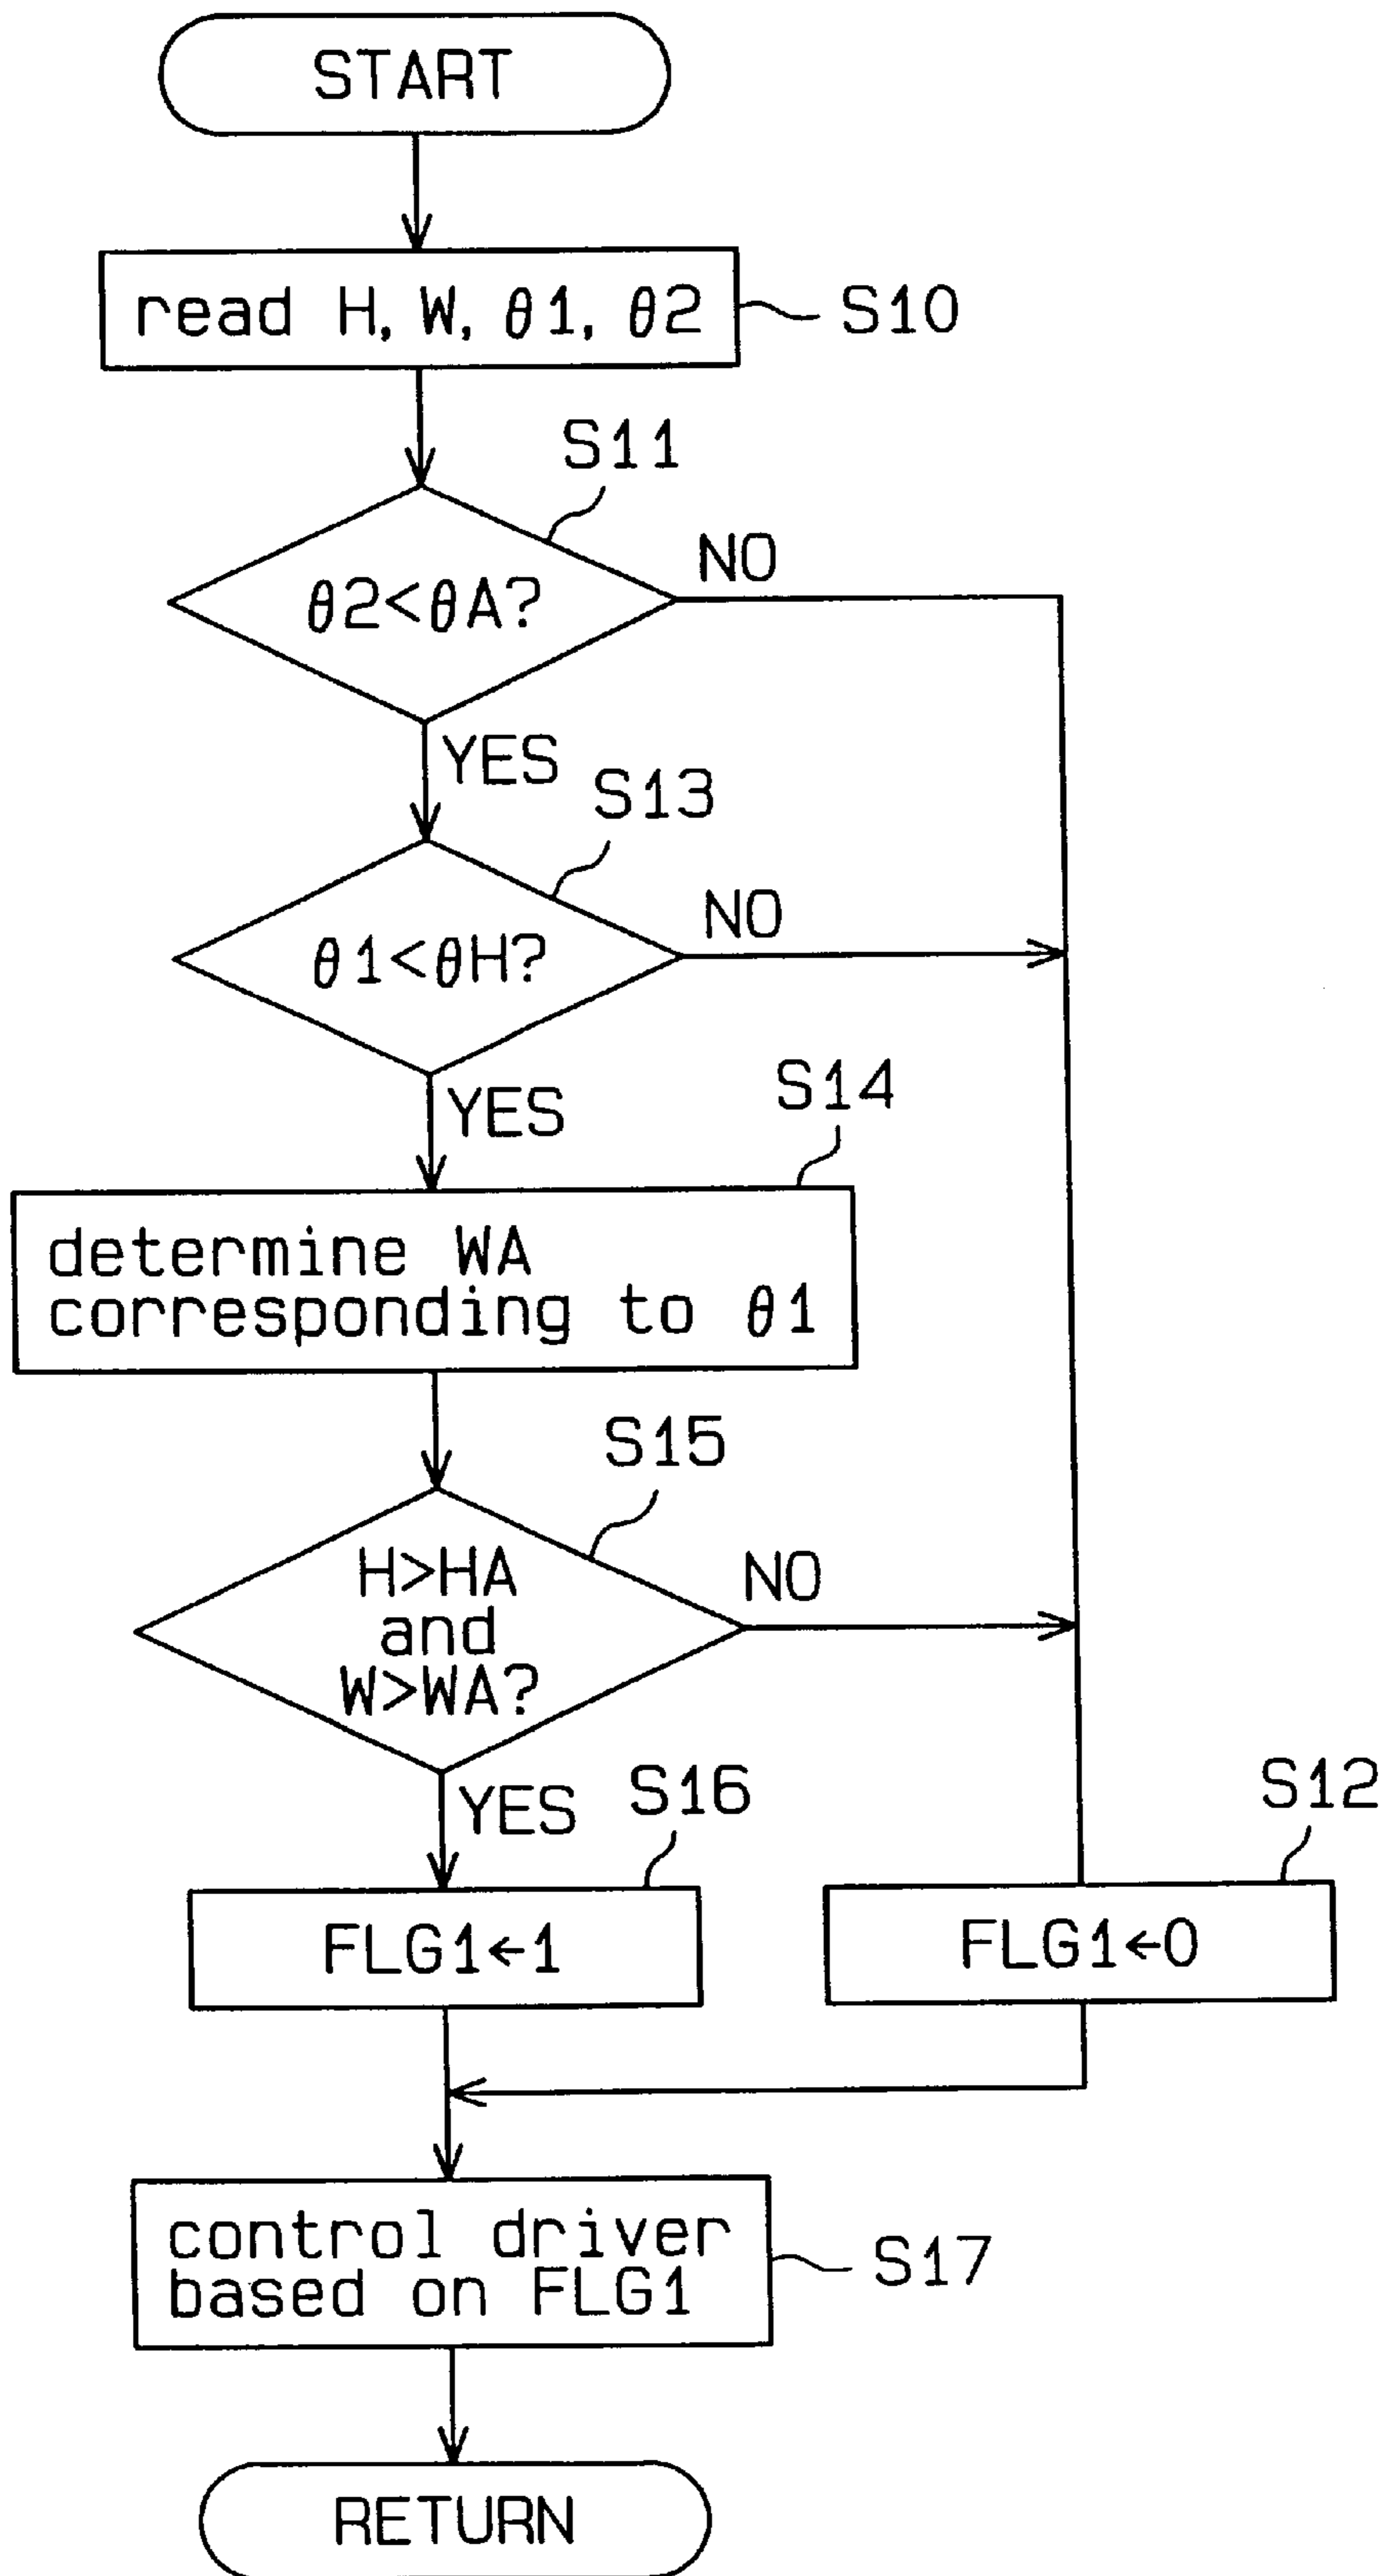 START
read H, W, θ1, θ2
S10
S11
θ2<θA?
NO
YES
S13
θ1<θH?
NO
YES
S14
determine WA
corresponding to θ1
S15
H>HA
and
W>WA?
NO
YES
S16
S12
FLG1←1
FLG1←0
control driver
based on FLG1
S17
RETURN